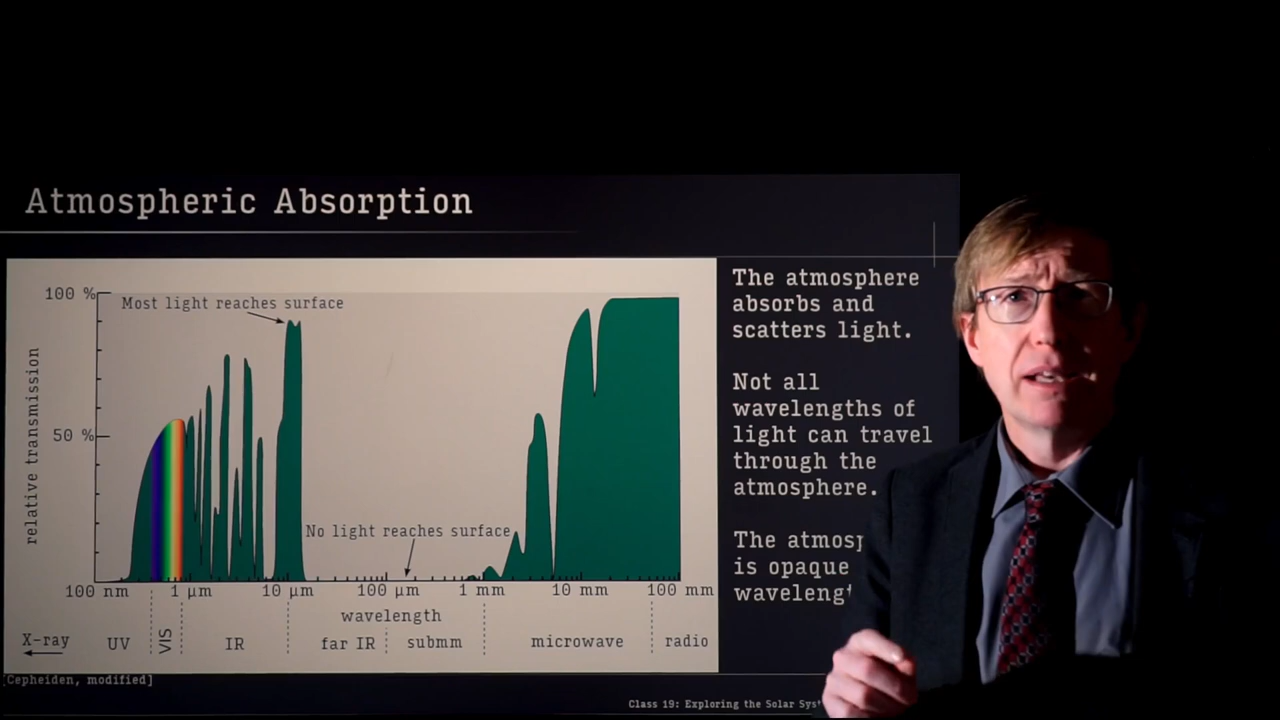 Atmospheric Absorption
100 %
Most light reaches surface
50 %
relative transmission
No light reaches surface
100 nm
1 μm
10 μm
100 μm
1 mm
10 mm
100 mm
wavelength
X-ray
UV
VIS
IR
far IR
submm
microwave
radio
[Cepheiden, modified]
The atmosphere
absorbs and
scatters light.
Not all
wavelengths of
light can travel
through the
atmosphere.
The
is opaque
Class 19: Exploring the Solar